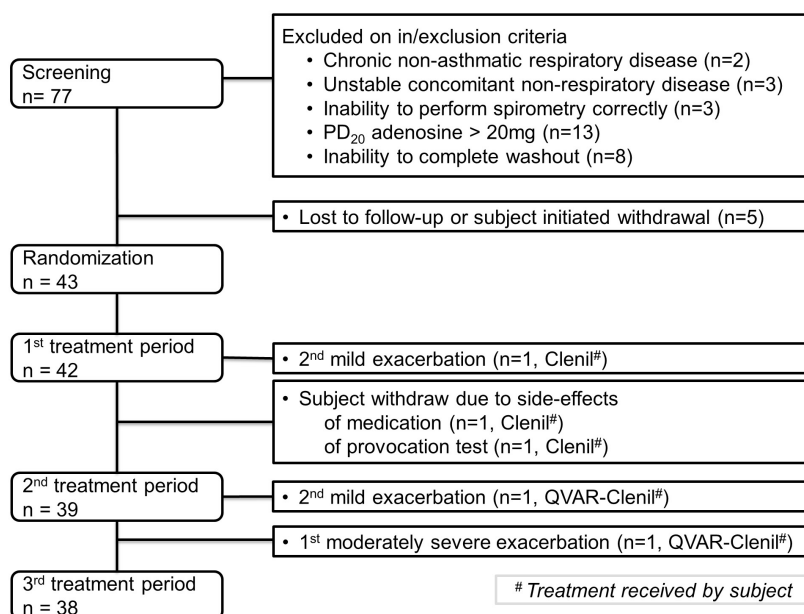 Screening
n= 77
Excluded on in/exclusion criteria
• Chronic non-asthmatic respiratory disease (n=2)
• Unstable concomitant non-respiratory disease (n=3)
• Inability to perform spirometry correctly (n=3)
• PD20 adenosine > 20mg (n=13)
• Inability to complete washout (n=8)
• Lost to follow-up or subject initiated withdrawal (n=5)
Randomization
n = 43
1st treatment period
n = 42
• 2nd mild exacerbation (n=1, Clenil#)
• Subject withdraw due to side-effects
of medication (n=1, Clenil#)
of provocation test (n=1, Clenil#)
2nd treatment period
n = 39
• 2nd mild exacerbation (n=1, QVAR-Clenil#)
• 1st moderately severe exacerbation (n=1, QVAR-Clenil#)
3rd treatment period
n = 38
# Treatment received by subject